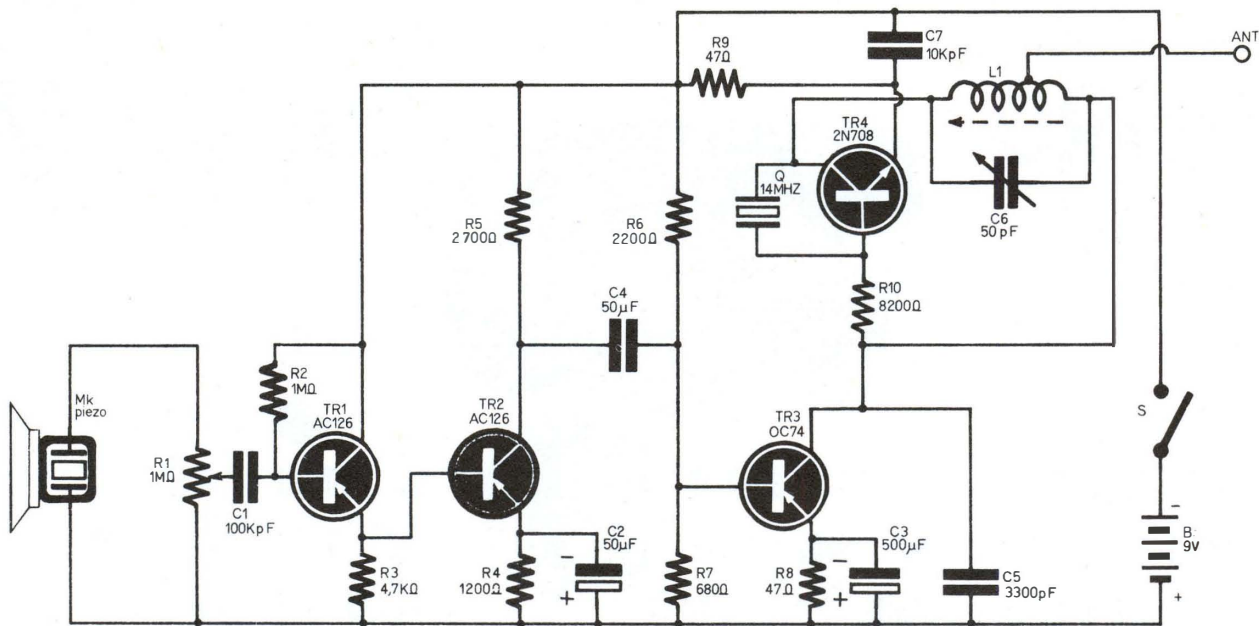 C7
10KpF
ANT
R9
47Ω
L1
TR4
2N708
Q
14MHZ
C6
50pF
R5
2700Ω
R6
2200Ω
R10
8200Ω
C4
50µF
Mk
piezo
R2
1MΩ
TR1
AC126
TR2
AC126
TR3
OC74
S
R1
1MΩ
C1
100KpF
R3
4,7KΩ
R4
1200Ω
C2
50µF
-
+
R7
680Ω
R8
47Ω
C3
500µF
-
+
C5
3300pF
-
B
9V
+